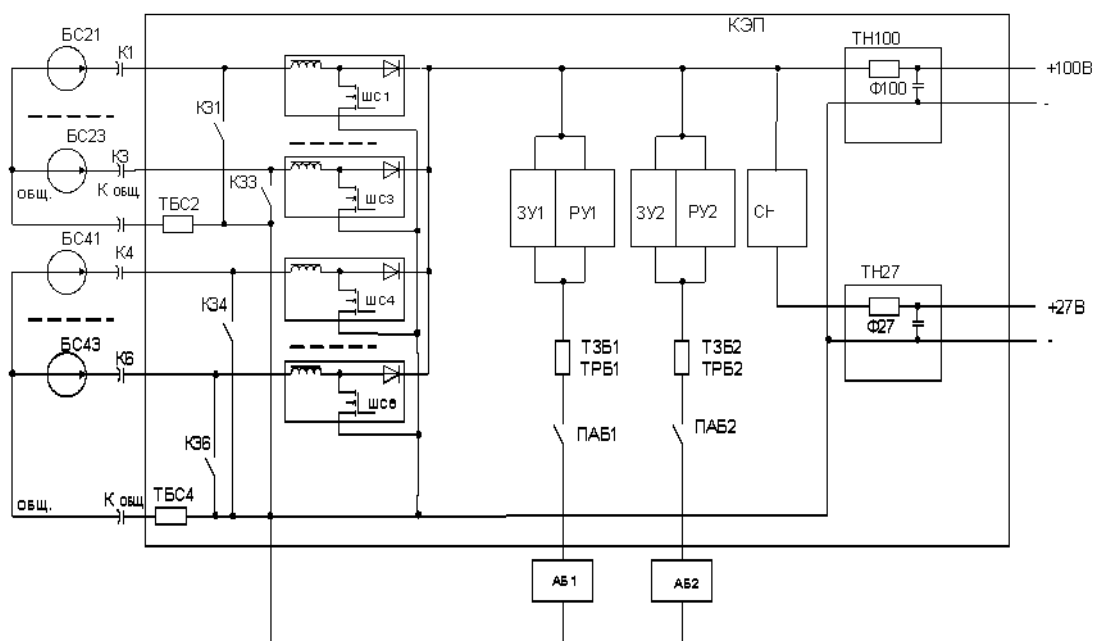 КЭП
БС21
К1
ШС1
ТН100
Ф100
+100В
-
КЗ1
БС23
К3
К общ
общ.
ТБС2
КЗ3
ШС3
ЗУ1
РУ1
ЗУ2
РУ2
СН
БС41
К4
КЗ4
ШС4
ТН27
Ф27
+27В
-
БС43
К6
ШС6
ТЗБ1
ТРБ1
ТЗБ2
ТРБ2
ПАБ1
ПАБ2
КЗ6
общ.
К общ
ТБС4
АБ1
АБ2